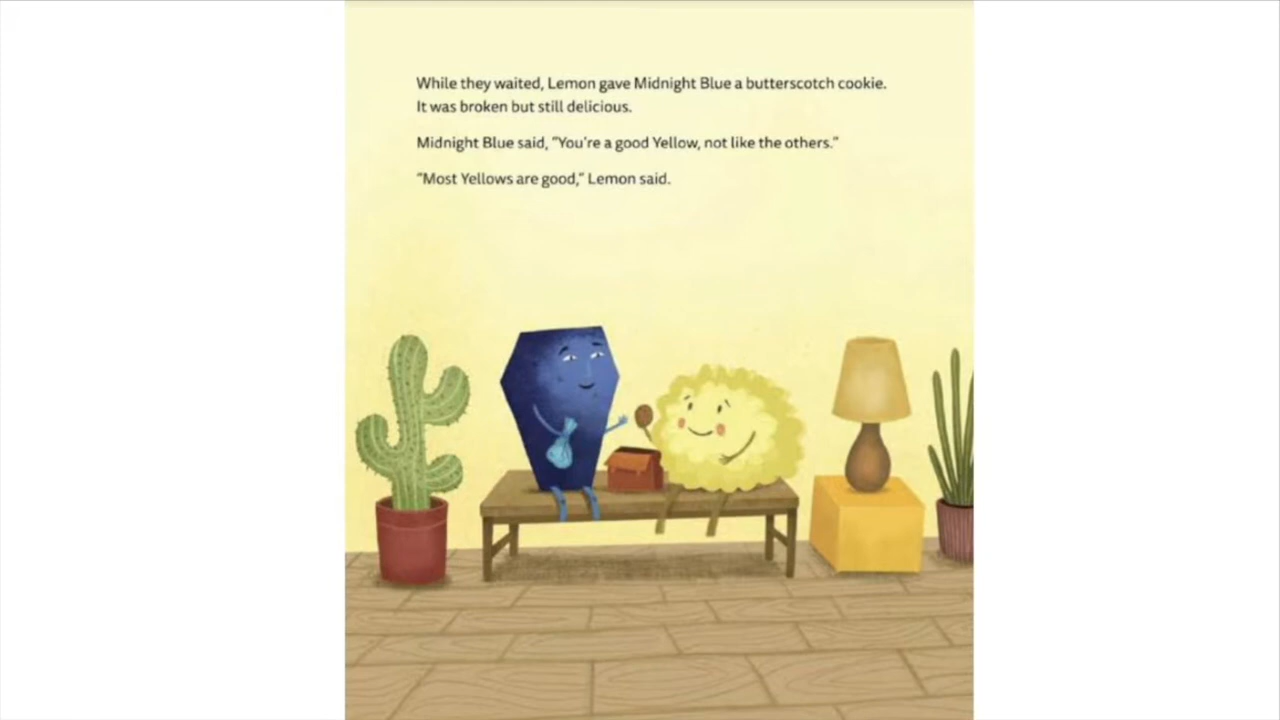 While they waited, Lemon gave Midnight Blue a butterscotch cookie.
It was broken but still delicious.
Midnight Blue said, “You’re a good Yellow, not like the others.”
“Most Yellows are good,” Lemon said.